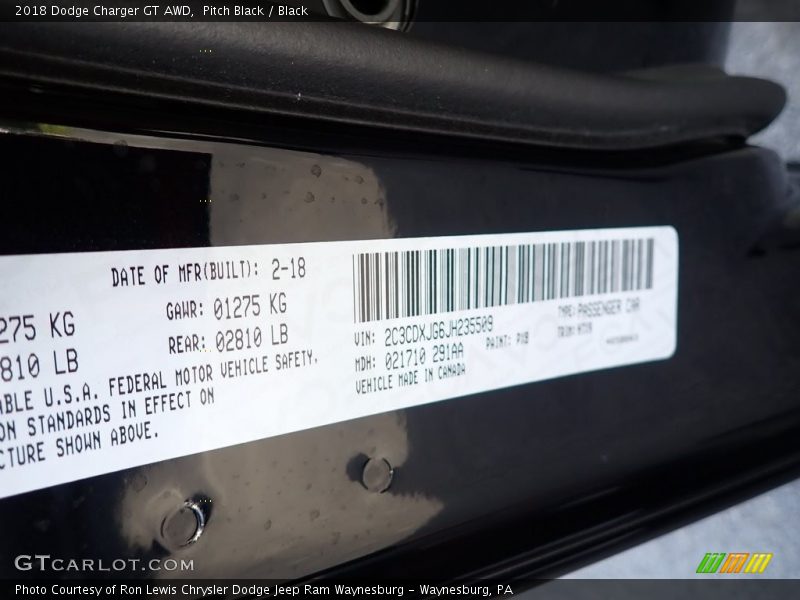 2018 Dodge Charger GT AWD,  Pitch Black / Black
DATE OF MFR(BUILT): 2-18
275 KG
GAWR: 01275 KG
810 LB
REAR: 02810 LB
ABLE U.S.A. FEDERAL MOTOR VEHICLE SAFETY,
ON STANDARDS IN EFFECT ON
CTURE SHOWN ABOVE.
VIN: 2C3CDXJG6JH235509
TYPE: PASSENGER CAR
MDH: 021710 291AA
PAINT:
TRIM:
VEHICLE MADE IN CANADA
GTCARLOT.COM
Photo Courtesy of Ron Lewis Chrysler Dodge Jeep Ram Waynesburg – Waynesburg, PA